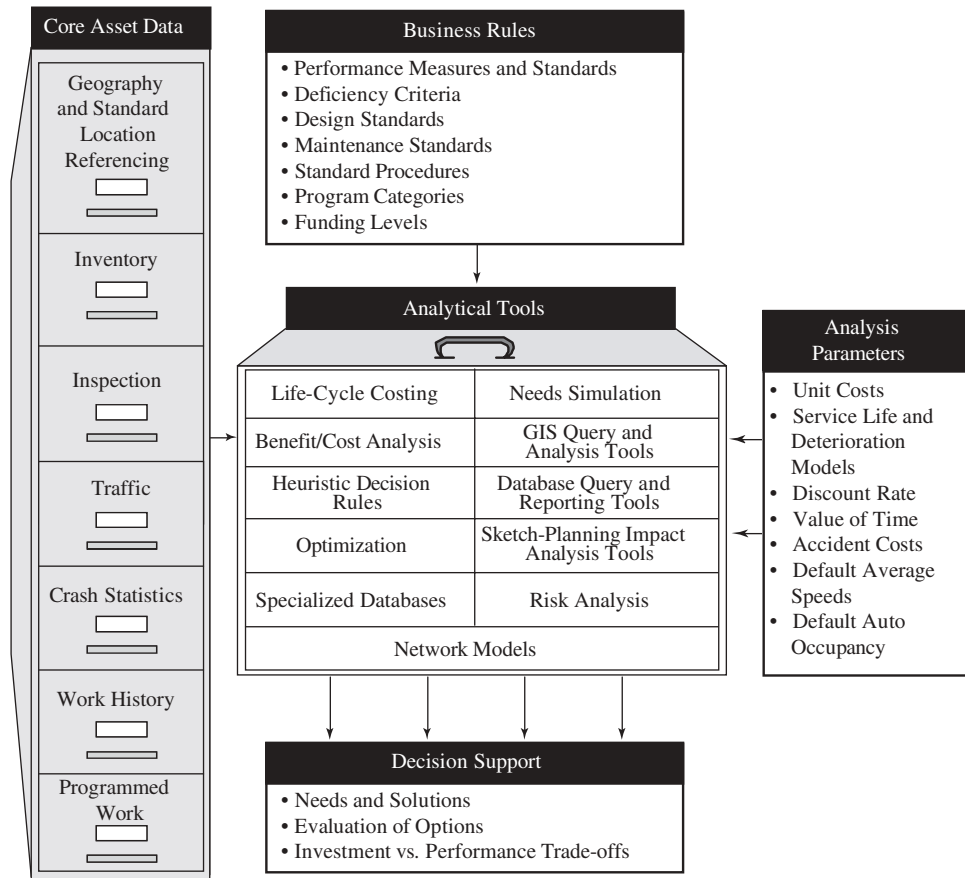 Core Asset Data
Geography
and Standard
Location
Referencing
Inventory
Inspection
Traffic
Crash Statistics
Work History
Programmed
Work
Business Rules
• Performance Measures and Standards
• Deficiency Criteria
• Design Standards
• Maintenance Standards
• Standard Procedures
• Program Categories
• Funding Levels
Analytical Tools
Life-Cycle Costing
Needs Simulation
Benefit/Cost Analysis
GIS Query and
Analysis Tools
Heuristic Decision
Rules
Database Query and
Reporting Tools
Optimization
Sketch-Planning Impact
Analysis Tools
Specialized Databases
Risk Analysis
Network Models
Analysis
Parameters
• Unit Costs
• Service Life and
Deterioration
Models
• Discount Rate
• Value of Time
• Accident Costs
• Default Average
Speeds
• Default Auto
Occupancy
Decision Support
• Needs and Solutions
• Evaluation of Options
• Investment vs. Performance Trade-offs